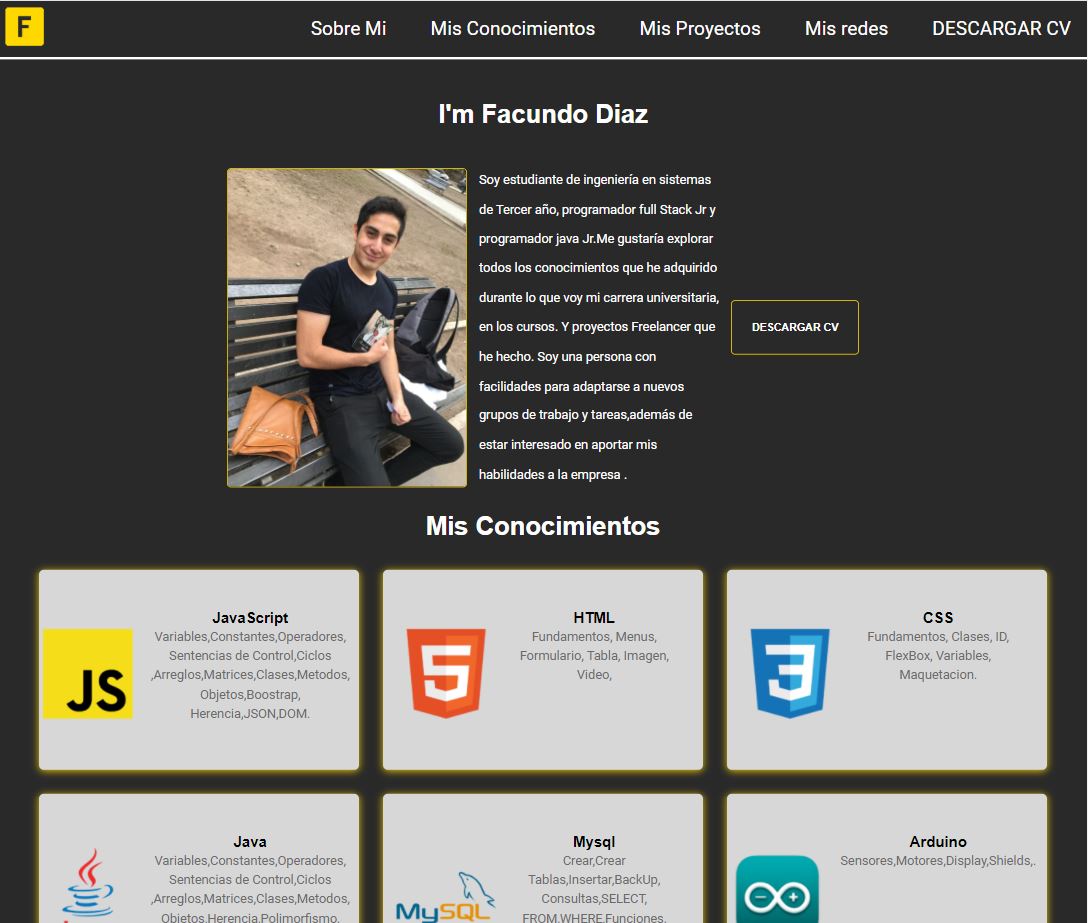 F
Sobre Mi
Mis Conocimientos
Mis Proyectos
Mis redes
DESCARGAR CV
I'm Facundo Diaz
Soy estudiante de ingeniería en sistemas
de Tercer año, programador full Stack Jr y
programador java Jr.Me gustaría explorar
todos los conocimientos que he adquirido
durante lo que voy mi carrera universitaria,
en los cursos. Y proyectos Freelancer que
he hecho. Soy una persona con
facilidades para adaptarse a nuevos
grupos de trabajo y tareas,además de
estar interesado en aportar mis
habilidades a la empresa .
DESCARGAR CV
Mis Conocimientos
JS
JavaScript
Variables,Constantes,Operadores,
Sentencias de Control,Ciclos
,Arreglos,Matrices,Clases,Metodos,
Objetos,Boostrap,
Herencia,JSON,DOM.
5
HTML
Fundamentos, Menus,
Formulario, Tabla, Imagen,
Video,
3
CSS
Fundamentos, Clases, ID,
FlexBox, Variables,
Maquetacion.
Java
Variables,Constantes,Operadores,
Sentencias de Control,Ciclos
,Arreglos,Matrices,Clases,Metodos,
Objetos,Herencia,Polimorfismo,
MySQL
Mysql
Crear,Crear
Tablas,Insertar,BackUp,
Consultas,SELECT,
FROM,WHERE,Funciones,
Arduino
Sensores,Motores,Display,Shields,.